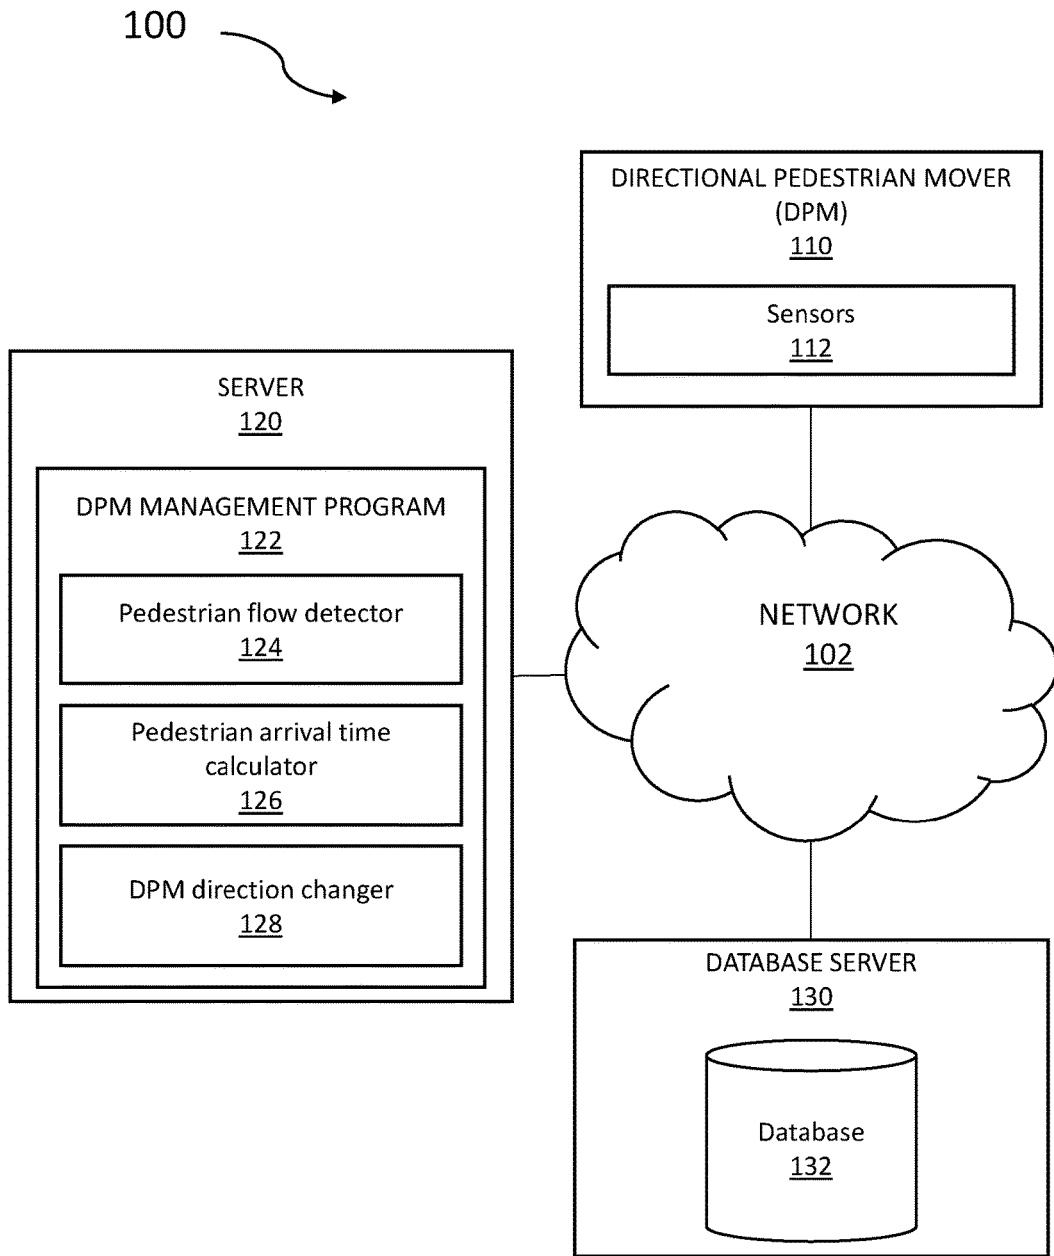 100
DIRECTIONAL PEDESTRIAN MOVER
(DPM)
110
Sensors
112
SERVER
120
DPM MANAGEMENT PROGRAM
122
Pedestrian flow detector
124
Pedestrian arrival time
calculator
126
DPM direction changer
128
NETWORK
102
DATABASE SERVER
130
Database
132